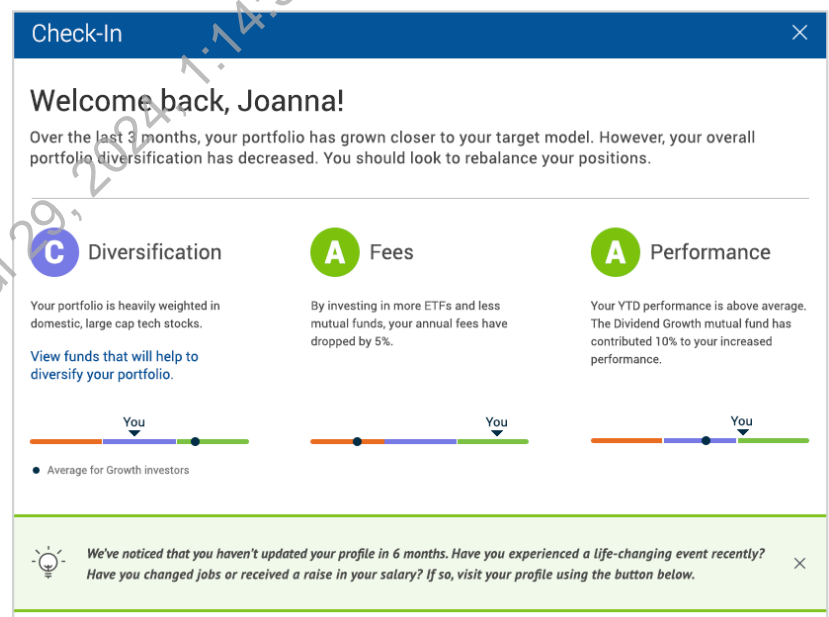 Check-In
Welcome back, Joanna!
Over the last 3 months, your portfolio has grown closer to your target model. However, your overall
portfolio diversification has decreased. You should look to rebalance your positions.
C Diversification
Your portfolio is heavily weighted in
domestic, large cap tech stocks.
View funds that will help to
diversify your portfolio.
You
Average for Growth investors
A Fees
By investing in more ETFs and less
mutual funds, your annual fees have
dropped by 5%.
You
A Performance
Your YTD performance is above average.
The Dividend Growth mutual fund has
contributed 10% to your increased
performance.
You
We've noticed that you haven't updated your profile in 6 months. Have you experienced a life-changing event recently?
Have you changed jobs or received a raise in your salary? If so, visit your profile using the button below.
29, 2024, 1:14: